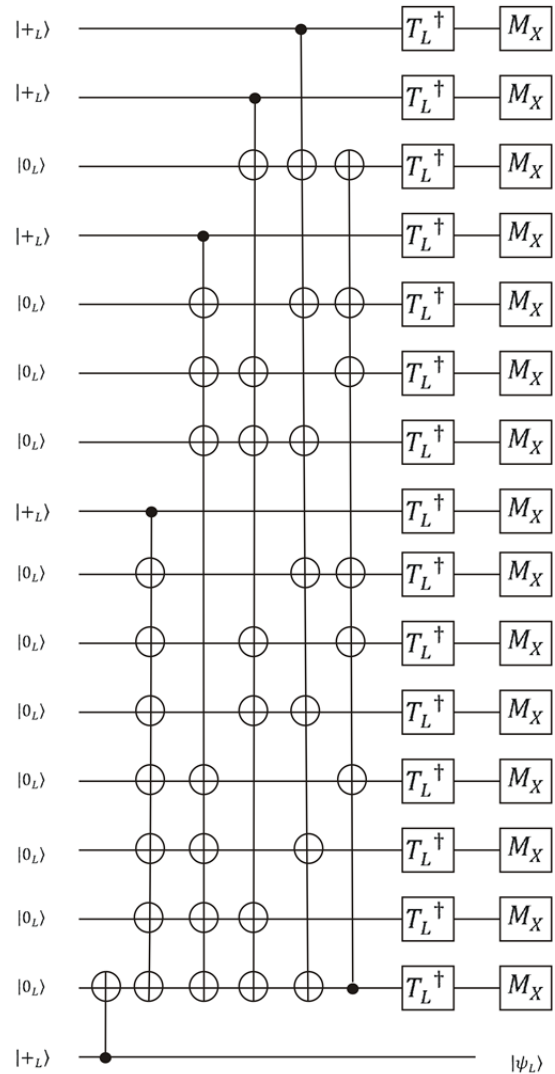 |+_L⟩ T_L† M_X
|+_L⟩ T_L† M_X
|0_L⟩ T_L† M_X
|+_L⟩ T_L† M_X
|0_L⟩ T_L† M_X
|0_L⟩ T_L† M_X
|0_L⟩ T_L† M_X
|+_L⟩ T_L† M_X
|0_L⟩ T_L† M_X
|0_L⟩ T_L† M_X
|0_L⟩ T_L† M_X
|0_L⟩ T_L† M_X
|0_L⟩ T_L† M_X
|0_L⟩ T_L† M_X
|0_L⟩ T_L† M_X
|+_L⟩ |ψ_L⟩